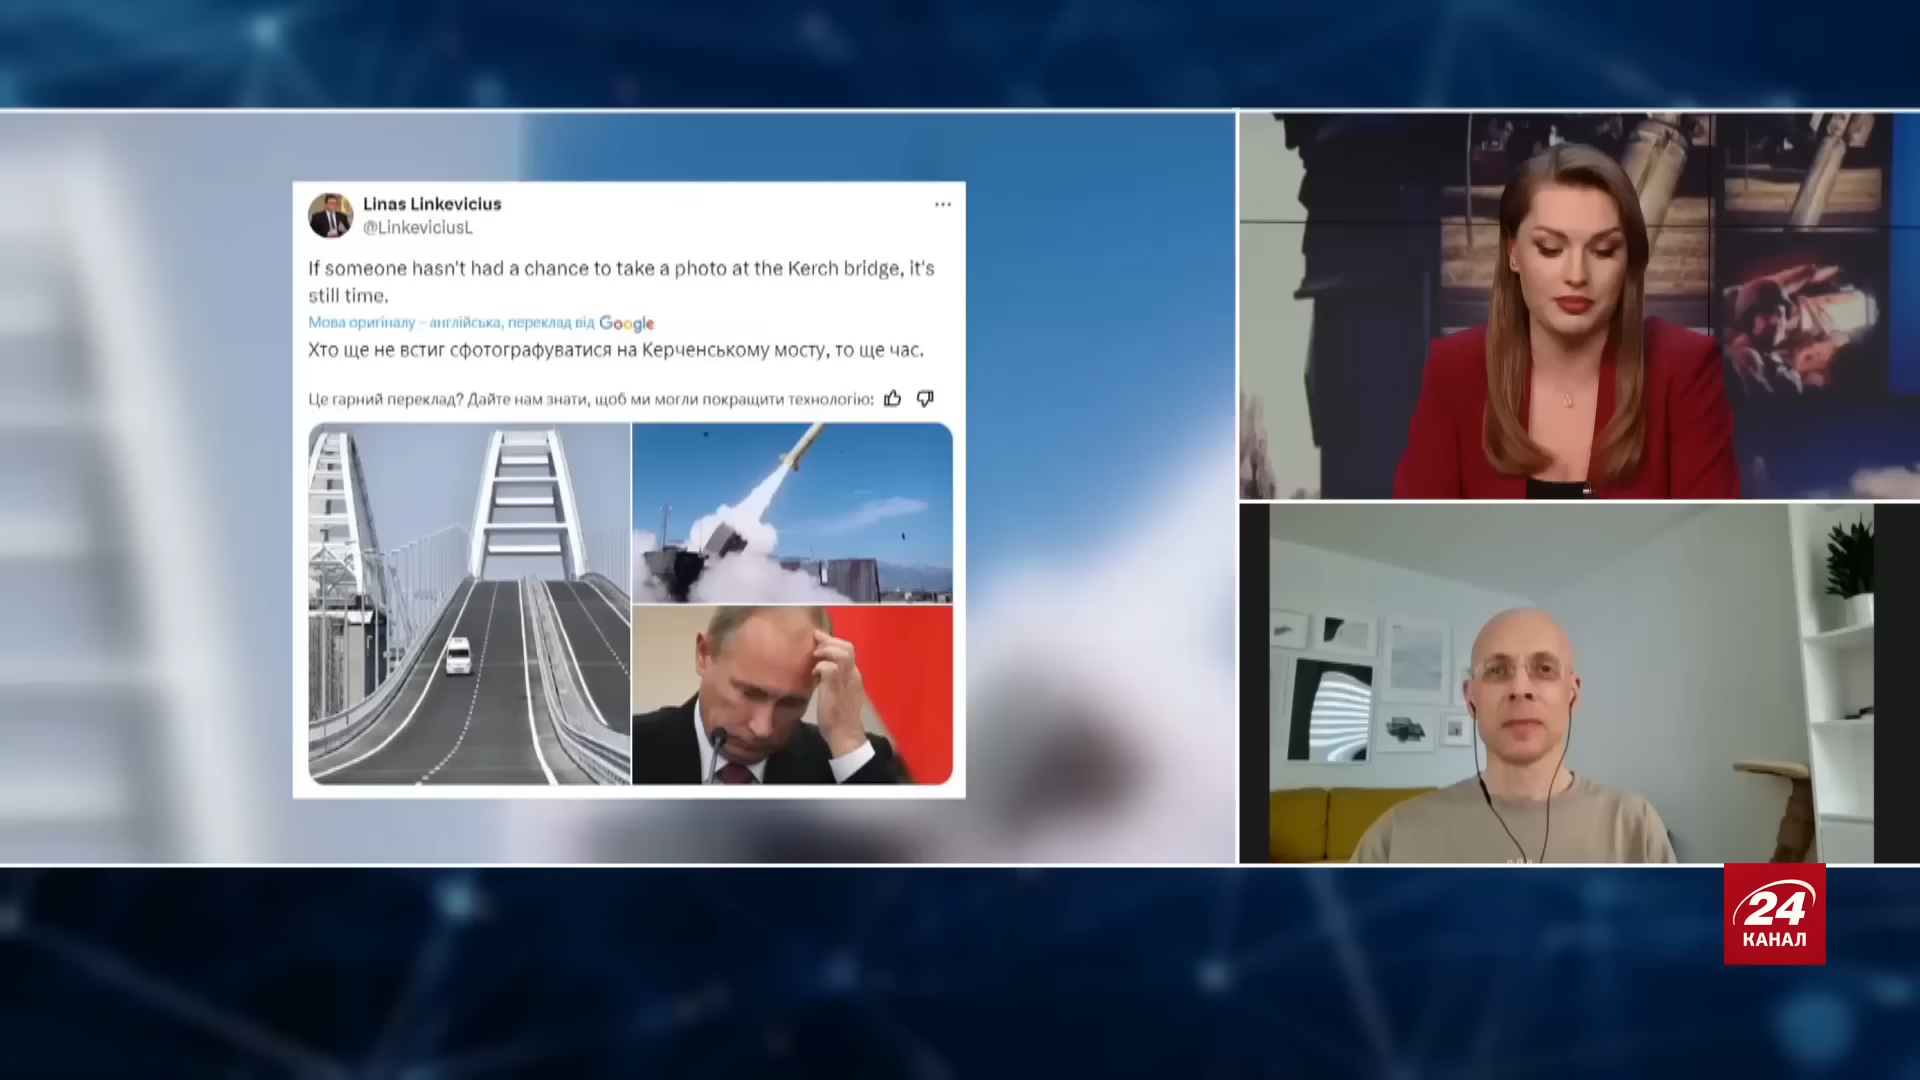 Linas Linkevicius
@LinkeviciusL
If someone hasn't had a chance to take a photo at the Kerch bridge, it's
still time.
Мова оригіналу – англійська, переклад від Google
Хто ще не встиг сфотографуватися на Керченському мосту, то ще час.
Це гарний переклад? Дайте нам знати, щоб ми могли покращити технологію:
24
КАНАЛ